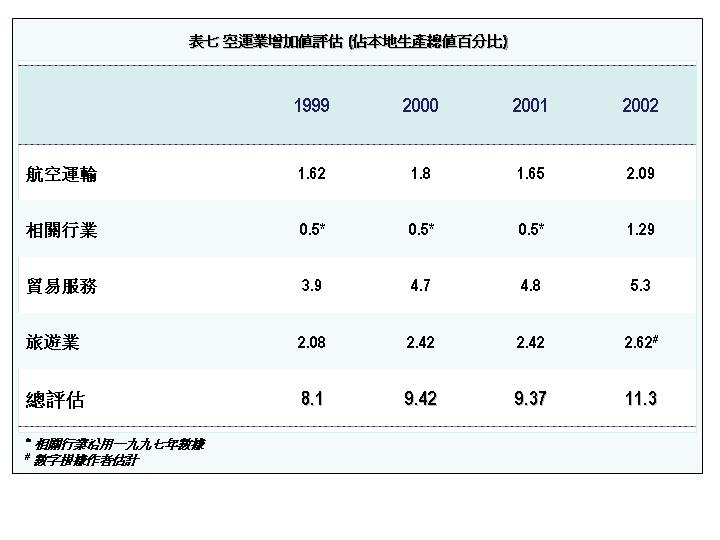 表七 空運業增加值評估 (佔本地生產總值百分比)
1999 2000 2001 2002
航空運輸 1.62 1.8 1.65 2.09
相關行業 0.5* 0.5* 0.5* 1.29
貿易服務 3.9 4.7 4.8 5.3
旅遊業 2.08 2.42 2.42 2.62#
總評估 8.1 9.42 9.37 11.3
* 相關行業沿用一九九七年數據
# 數字根據作者估計